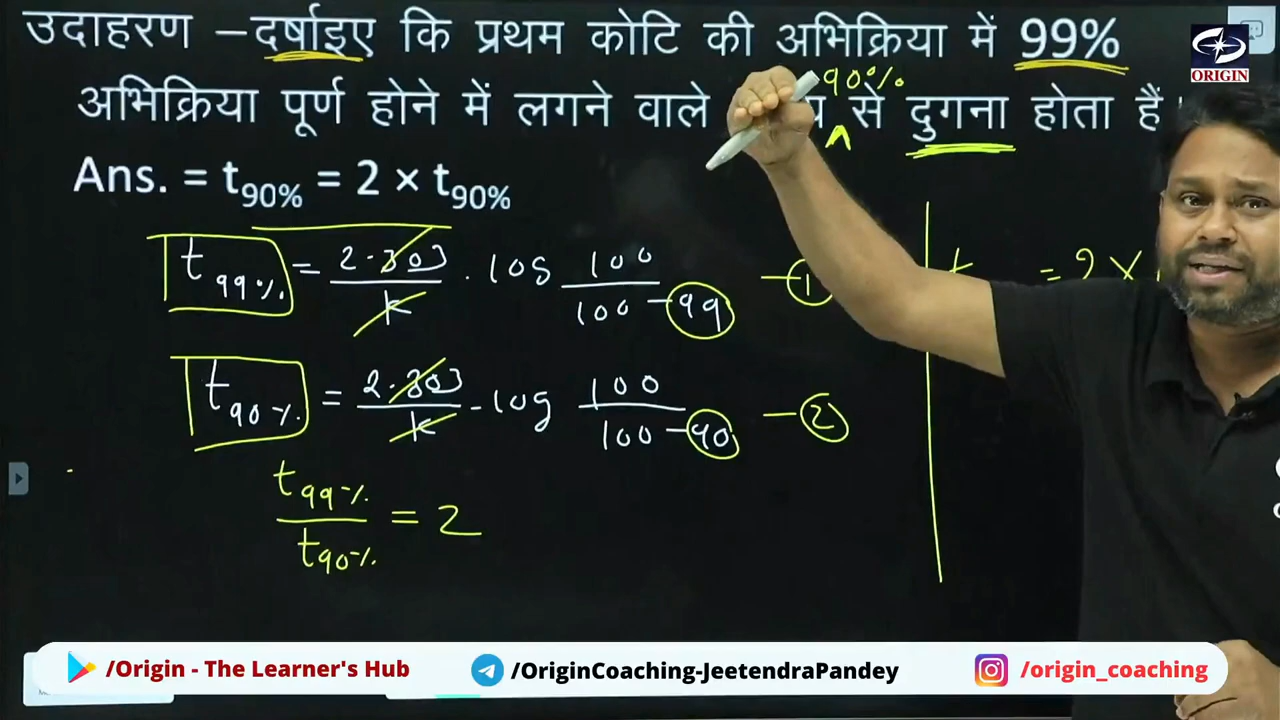 उदाहरण –दर्षाइए कि प्रथम कोटि की अभिक्रिया में 99%
90%
अभिक्रिया पूर्ण होने में लगने वाले से दुगना होता हैं।
Ans. = t90% = 2 × t90%
t99% = 2.303/k . log 100/100-99 –①
t90% = 2.303/k - log 100/100-90 –②
t99%/t90% = 2
t = 2 ×
ORIGIN
/Origin - The Learner's Hub
/OriginCoaching-JeetendraPandey
/origin_coaching